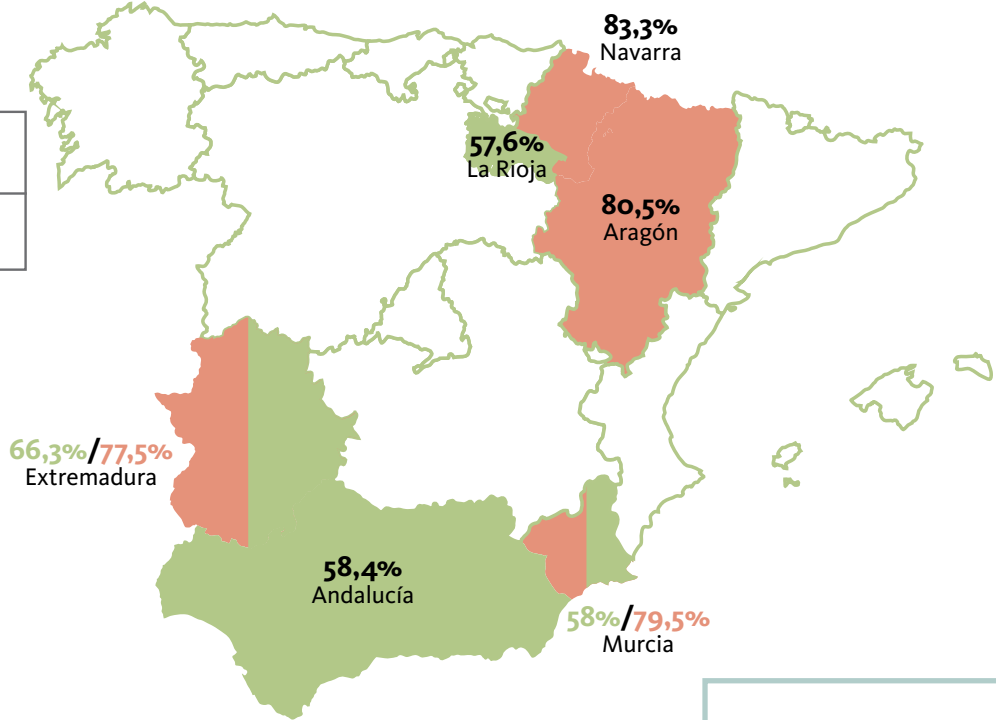 83,3%
Navarra
57,6%
La Rioja
80,5%
Aragón
66,3%/77,5%
Extremadura
58,4%
Andalucía
58%/79,5%
Murcia